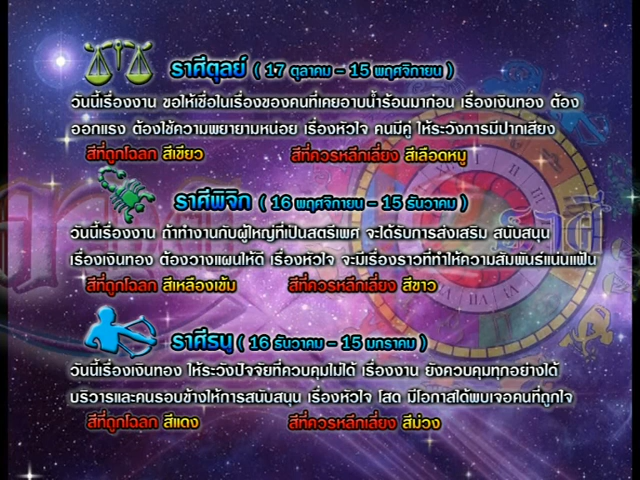 ราศีตุลย์ ( 17 ตุลาคม – 15 พฤศจิกายน )
วันนี้เรื่องงาน ขอให้เชื่อในเรื่องของคนที่เคยอาบน้ำร้อนมาก่อน เรื่องเงินทอง ต้อง
ออกแรง ต้องใช้ความพยายามหน่อย เรื่องหัวใจ คนมีคู่ ให้ระวังการมีปากเสียง
สีที่ถูกโฉลก สีเขียว สีที่ควรหลีกเลี่ยง สีเลือดหมู
ราศีพิจิก ( 16 พฤศจิกายน – 15 ธันวาคม )
วันนี้เรื่องงาน ถ้าทำงานกับผู้ใหญ่ที่เป็นสตรีเพศ จะได้รับการส่งเสริม สนับสนุน
เรื่องเงินทอง ต้องวางแผนให้ดี เรื่องหัวใจ จะมีเรื่องราวที่ทำให้ความสัมพันธ์แน่นแฟ้น
สีที่ถูกโฉลก สีเหลืองเข้ม สีที่ควรหลีกเลี่ยง สีขาว
ราศีธนู ( 16 ธันวาคม – 15 มกราคม )
วันนี้เรื่องเงินทอง ให้ระวังปัจจัยที่ควบคุมไม่ได้ เรื่องงาน ยังควบคุมทุกอย่างได้
บริวารและคนรอบข้างให้การสนับสนุน เรื่องหัวใจ โสด มีโอกาสได้พบเจอคนที่ถูกใจ
สีที่ถูกโฉลก สีแดง สีที่ควรหลีกเลี่ยง สีม่วง
ราศี